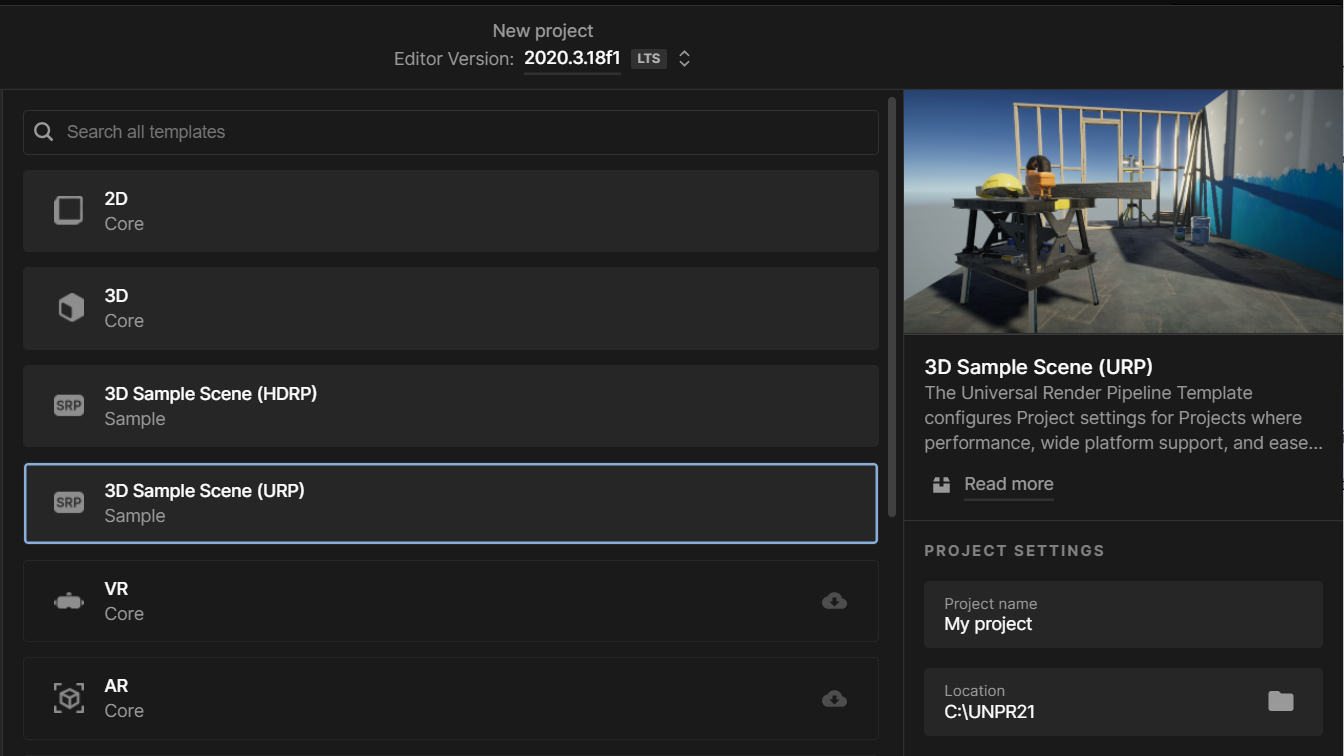 New project
Editor Version: 2020.3.18f1 LTS
Search all templates
2D
Core
3D
Core
SRP
3D Sample Scene (HDRP)
Sample
SRP
3D Sample Scene (URP)
Sample
VR
Core
AR
Core
3D Sample Scene (URP)
The Universal Render Pipeline Template
configures Project settings for Projects where
performance, wide platform support, and ease...
Read more
PROJECT SETTINGS
Project name
My project
Location
C:\UNPR21